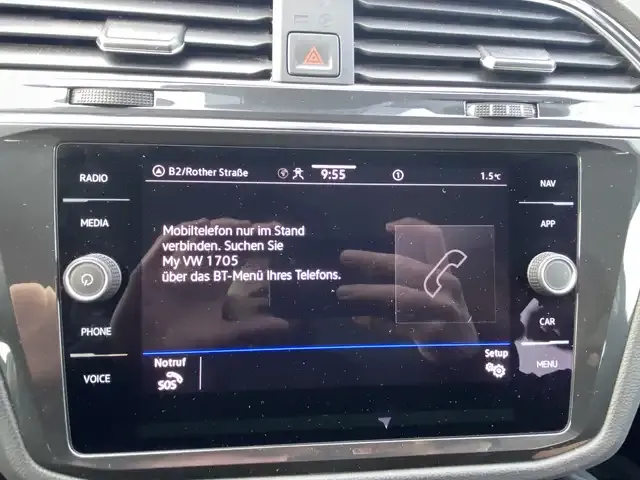 RADIO
MEDIA
PHONE
VOICE
B2/Rother Straße
9:55
1
1.5°C
Mobiltelefon nur im Stand
verbinden. Suchen Sie
My VW 1705
über das BT-Menü Ihres Telefons.
Notruf
SOS
Setup
NAV
APP
CAR
MENU